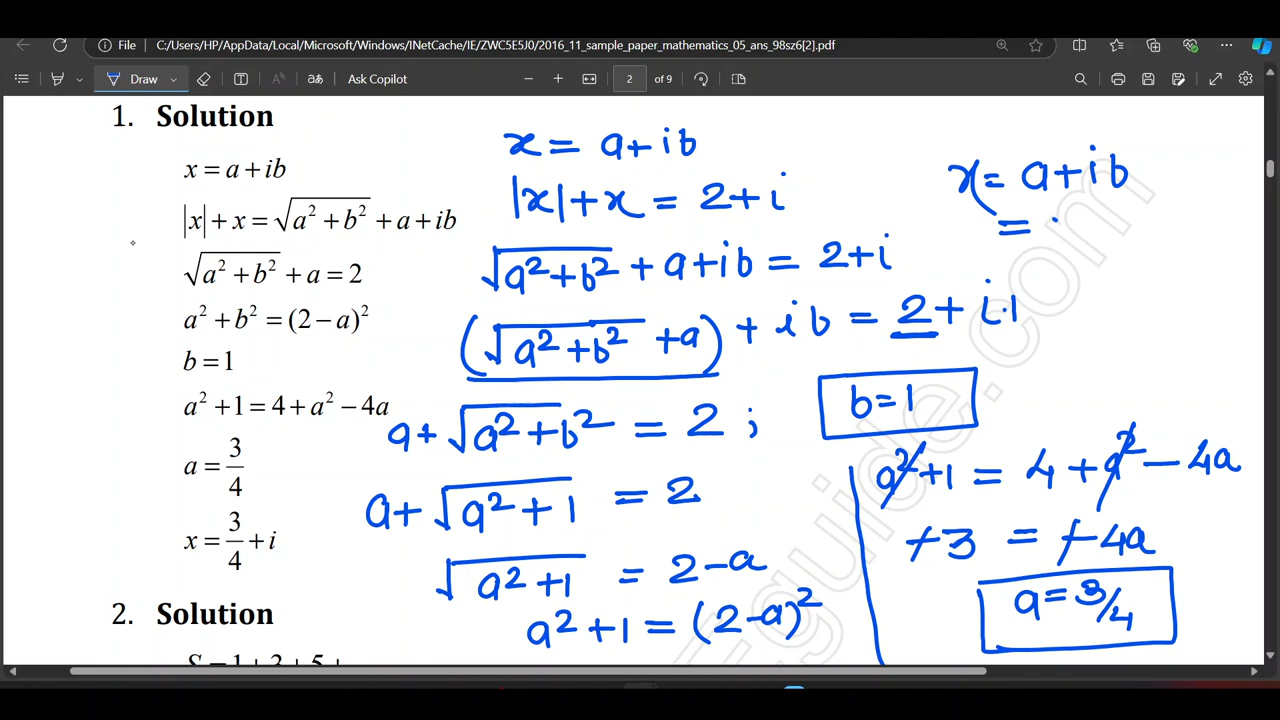 File C:/Users/HP/AppData/Local/Microsoft/Windows/INetCache/IE/ZWC5E5J0/2016_11_sample_paper_mathematics_05_ans_98sz6[2].pdf
Draw Ask Copilot 2 of 9
1. Solution
x = a + ib
|x| + x = √(a² + b²) + a + ib
√(a² + b²) + a = 2
a² + b² = (2 − a)²
b = 1
a² + 1 = 4 + a² − 4a
a = 3/4
x = 3/4 + i
2. Solution
x = a+ib
|x|+x = 2+i
√(a²+b²) + a+ib = 2+i
(√(a²+b²) +a) + ib = 2+ i.1
a+ √(a²+b²) = 2 ;
a+ √(a²+1) = 2
√(a²+1) = 2-a
a²+1 = (2-a)²
x= a+ib
=
b=1
a²+1 = 4+a²-4a
+3 = +4a
a=3/4
guide.com